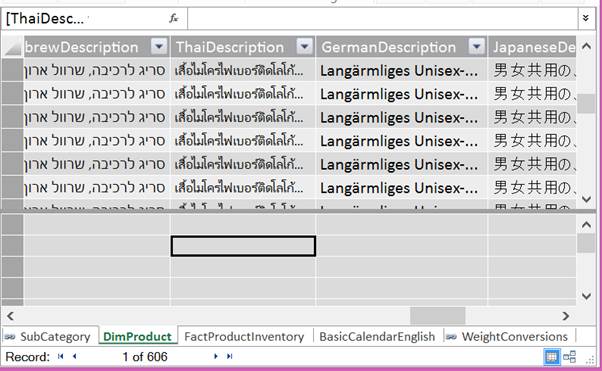 [ThaiDesc... fx
brewDescription ThaiDescription GermanDescription JapaneseDe
סריג לרכיבה, שרוול ארוך เสื้อไมโครไฟเบอร์ติดโลโก้... Langärmliges Unisex-... 男女共用の、
סריג לרכיבה, שרוול ארוך เสื้อไมโครไฟเบอร์ติดโลโก้... Langärmliges Unisex-... 男女共用の、
סריג לרכיבה, שרוול ארוך เสื้อไมโครไฟเบอร์ติดโลโก้... Langärmliges Unisex-... 男女共用の、
סריג לרכיבה, שרוול ארוך เสื้อไมโครไฟเบอร์ติดโลโก้... Langärmliges Unisex-... 男女共用の、
סריג לרכיבה, שרוול ארוך เสื้อไมโครไฟเบอร์ติดโลโก้... Langärmliges Unisex-... 男女共用の、
סריג לרכיבה, שרוול ארוך เสื้อไมโครไฟเบอร์ติดโลโก้... Langärmliges Unisex-... 男女共用の、
SubCategory DimProduct FactProductInventory BasicCalendarEnglish WeightConversions
Record: 1 of 606